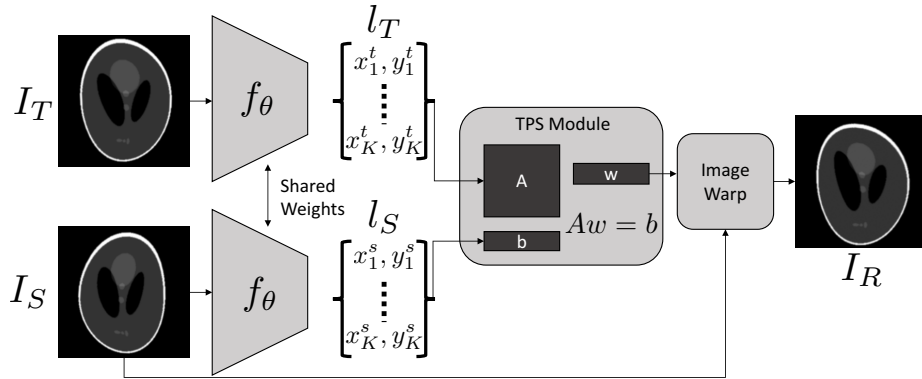 I_T
f_θ
l_T
x_1^t, y_1^t
x_K^t, y_K^t
Shared
Weights
TPS Module
A
w
b
Aw = b
Image
Warp
I_R
I_S
f_θ
l_S
x_1^s, y_1^s
x_K^s, y_K^s